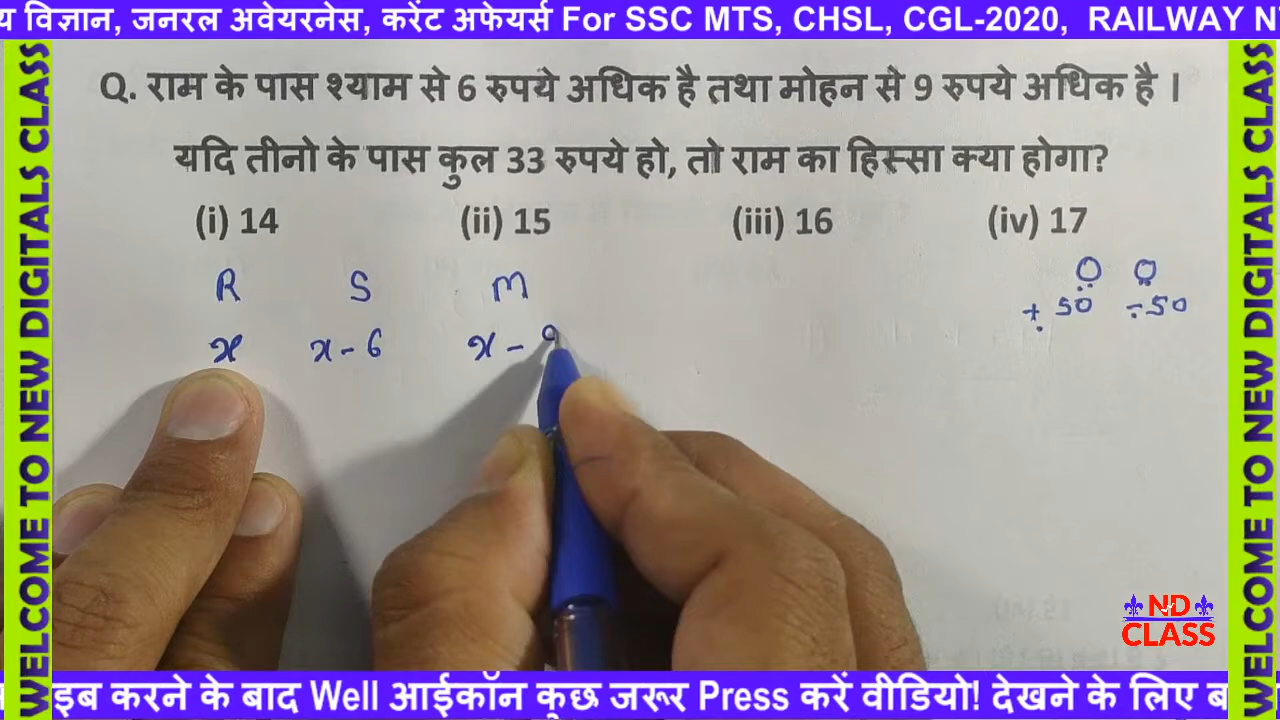 य विज्ञान, जनरल अवेयरनेस, करेंट अफेयर्स For SSC MTS, CHSL, CGL-2020, RAILWAY N
WELCOME TO NEW DIGITALS CLASS
Q. राम के पास श्याम से 6 रुपये अधिक है तथा मोहन से 9 रुपये अधिक है ।
यदि तीनो के पास कुल 33 रुपये हो, तो राम का हिस्सा क्या होगा?
(i) 14 (ii) 15 (iii) 16 (iv) 17
R S M
x x - 6 x - 9
+ 50 - 50
ND
CLASS
WELCOME TO NEW DIGITALS CLASS
इब करने के बाद Well आईकॉन कुछ जरूर Press करें वीडियो! देखने के लिए ब